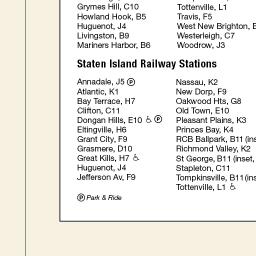 Grymes Hill, C10
Howland Hook, B5
Huguenot, J4
Livingston, B9
Mariners Harbor, B6
Tottenville, L1
Travis, F5
West New Brighton,
Westerleigh, C7
Woodrow, J3
Staten Island Railway Stations
Annadale, J5 Ⓟ
Atlantic, K1
Bay Terrace, H7
Clifton, C11
Dongan Hills, E10 ♿ Ⓟ
Eltingville, H6
Grant City, F9
Grasmere, D10
Great Kills, H7 ♿
Huguenot, J4
Jefferson Av, F9
Nassau, K2
New Dorp, F9
Oakwood Hts, G8
Old Town, E10
Pleasant Plains, K3
Princes Bay, K4
RCB Ballpark, B11 (ins
Richmond Valley, K2
St George, B11 (inset,
Stapleton, C11
Tompkinsville, B11 (ins
Tottenville, L1 ♿
Ⓟ Park & Ride